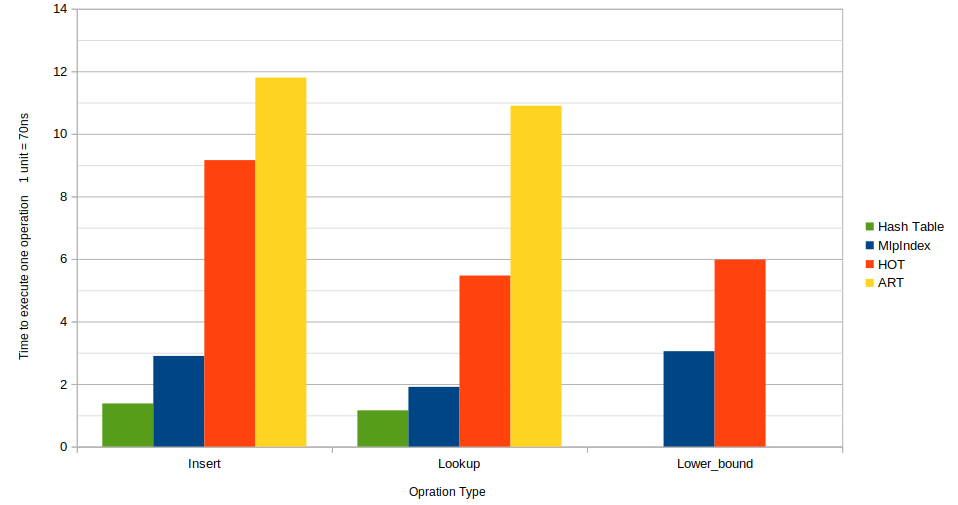 14
12
10
8
6
4
2
0
Time to execute one operation 1 unit = 70ns
Insert
Lookup
Lower_bound
Opration Type
Hash Table
MlpIndex
HOT
ART